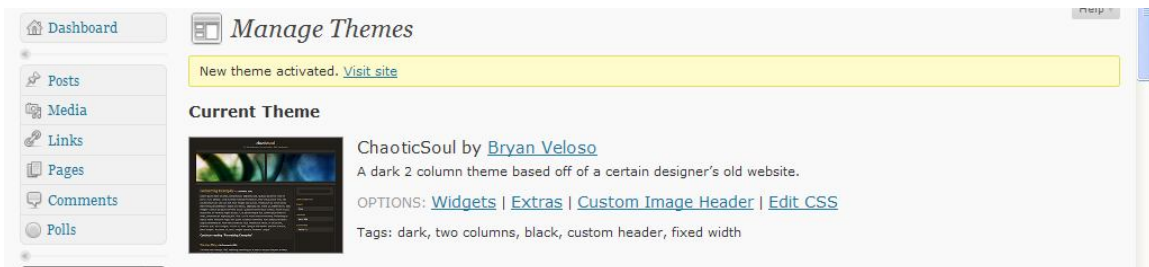 Help
Dashboard
Manage Themes
New theme activated. Visit site
Posts
Media
Links
Pages
Comments
Polls
Current Theme
ChaoticSoul by Bryan Veloso
A dark 2 column theme based off of a certain designer’s old website.
OPTIONS: Widgets | Extras | Custom Image Header | Edit CSS
Tags: dark, two columns, black, custom header, fixed width